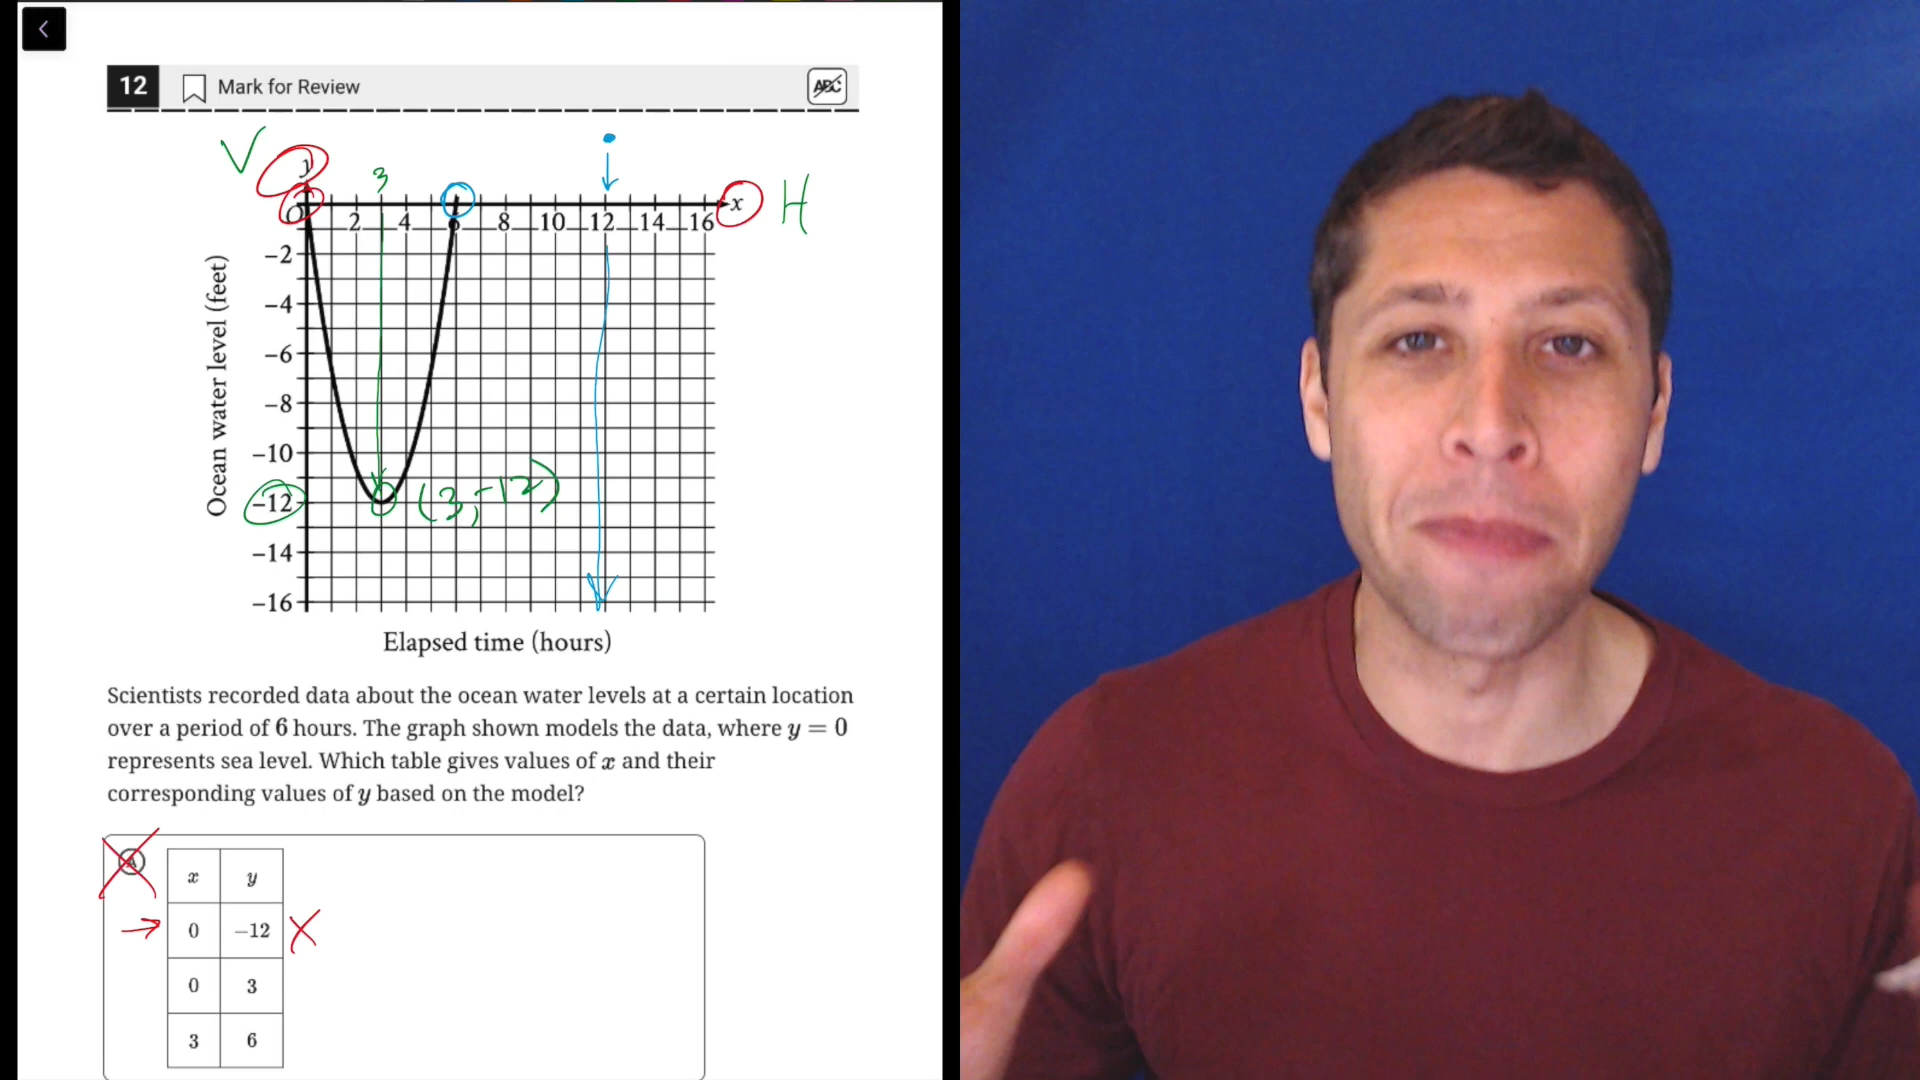 <
12 Mark for Review ABC
V H
y
3
O 2 4 6 8 10 12 14 16 x
-2
-4
-6
-8
-10
-12 (3, -12)
-14
-16
Ocean water level (feet)
Elapsed time (hours)
Scientists recorded data about the ocean water levels at a certain location
over a period of 6 hours. The graph shown models the data, where y = 0
represents sea level. Which table gives values of x and their
corresponding values of y based on the model?
A
x y
0 -12
0 3
3 6